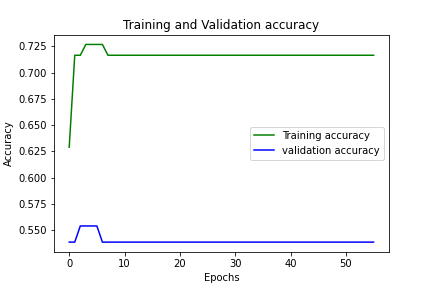 Training and Validation accuracy
0.725
0.700
0.675
0.650
0.625
0.600
0.575
0.550
Accuracy
Training accuracy
validation accuracy
0 10 20 30 40 50
Epochs